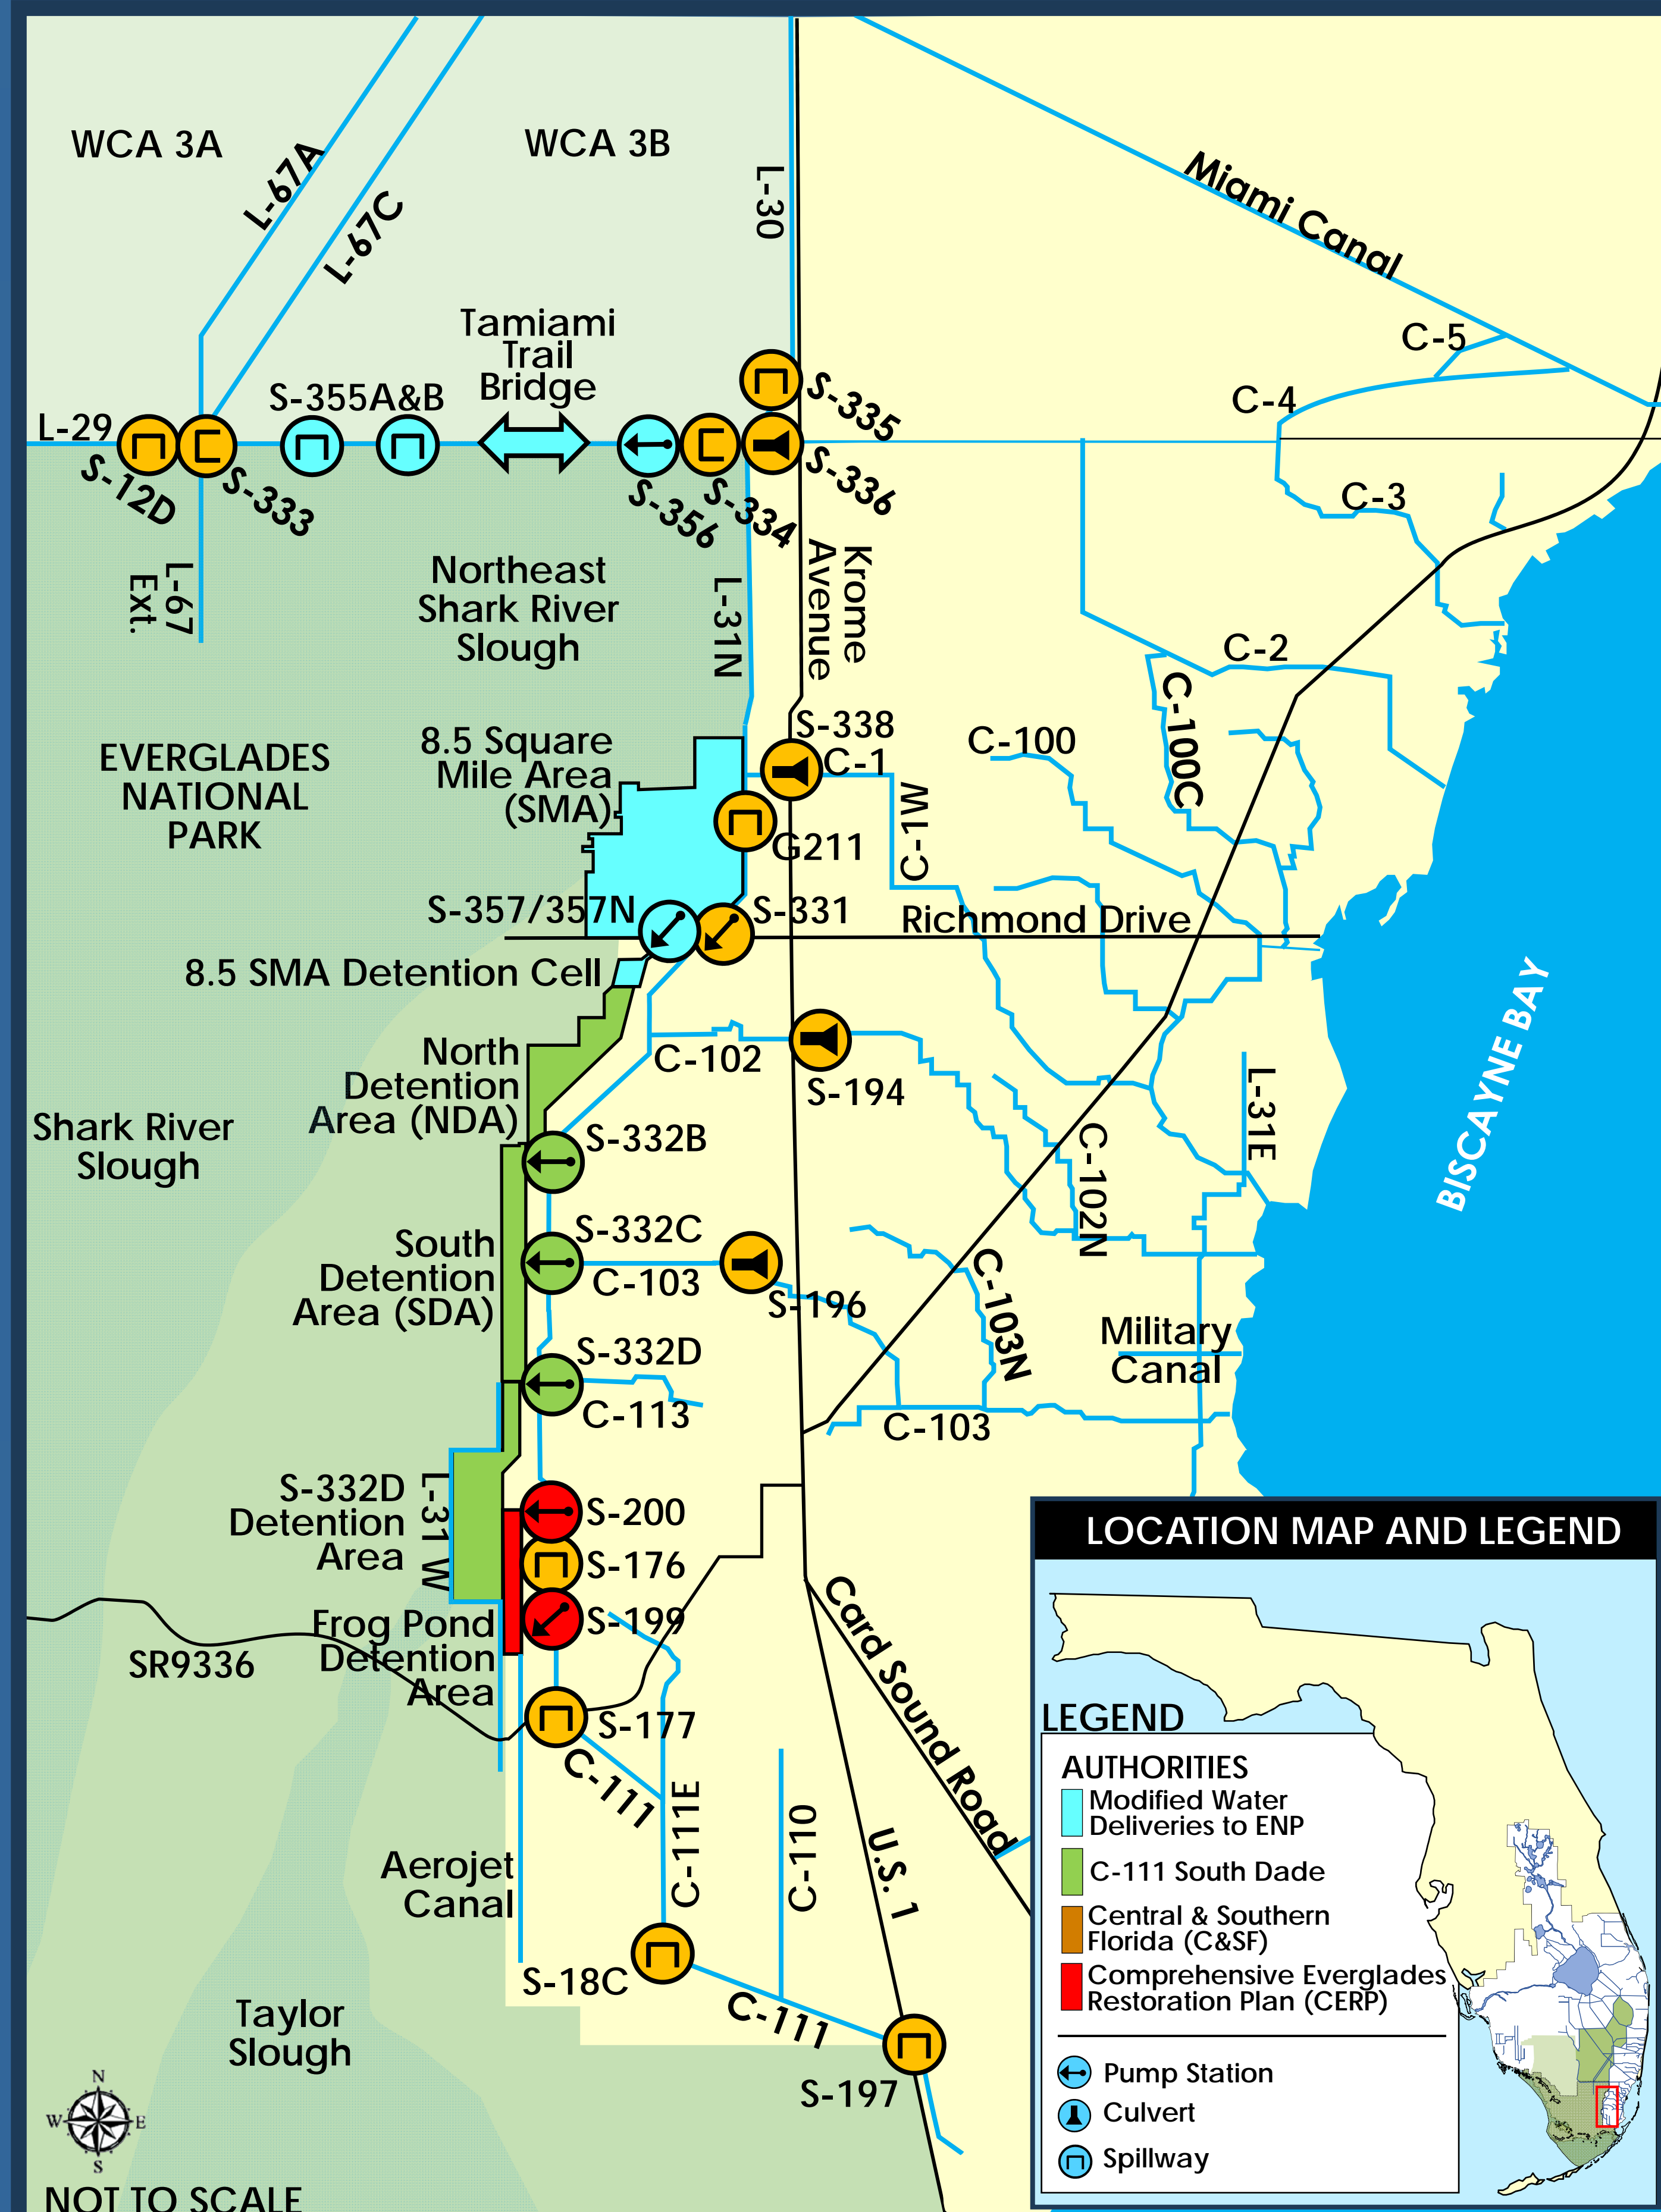 WCA 3A
WCA 3B
L-67A
L-67C
L-30
Miami Canal
Tamiami
Trail
Bridge
C-5
C-4
L-29
S-355A&B
S-335
S-12D
S-333
S-356
S-334
S-336
C-3
L-67
Ext.
Northeast
Shark River
Slough
L-31N
Krome
Avenue
C-2
C-100C
C-100
EVERGLADES
NATIONAL
PARK
8.5 Square
Mile Area
(SMA)
S-338
C-1
C-1W
G211
S-357/357N
S-331
Richmond Drive
8.5 SMA Detention Cell
BISCAYNE BAY
North
Detention
Area (NDA)
C-102
S-194
L-31E
Shark River
Slough
S-332B
C-102N
South
Detention
Area (SDA)
S-332C
C-103
S-196
C-103N
Military
Canal
S-332D
C-113
C-103
S-332D
Detention
Area
L-31 W
S-200
S-176
S-199
SR9336
Frog Pond
Detention
Area
S-177
C-111
C-111E
C-110
U.S. 1
Card Sound Road
Aerojet
Canal
S-18C
C-111
S-197
Taylor
Slough
N
W
E
S
NOT TO SCALE
LOCATION MAP AND LEGEND
LEGEND
AUTHORITIES
Modified Water
Deliveries to ENP
C-111 South Dade
Central & Southern
Florida (C&SF)
Comprehensive Everglades
Restoration Plan (CERP)
Pump Station
Culvert
Spillway